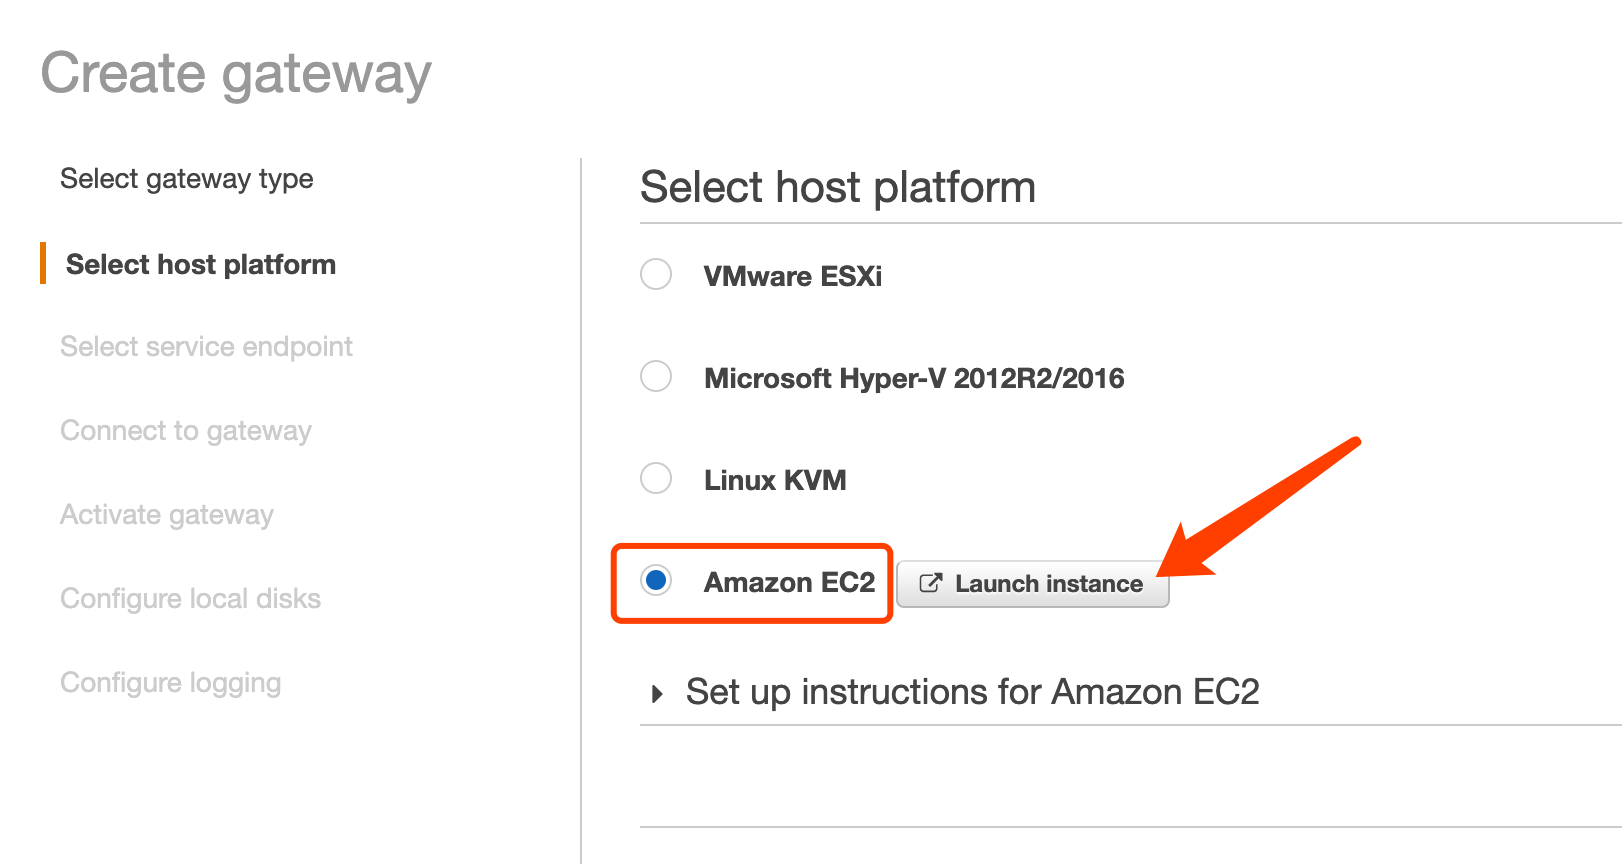 Create gateway
Select gateway type
Select host platform
Select service endpoint
Connect to gateway
Activate gateway
Configure local disks
Configure logging
Select host platform
VMware ESXi
Microsoft Hyper-V 2012R2/2016
Linux KVM
Amazon EC2
Launch instance
Set up instructions for Amazon EC2